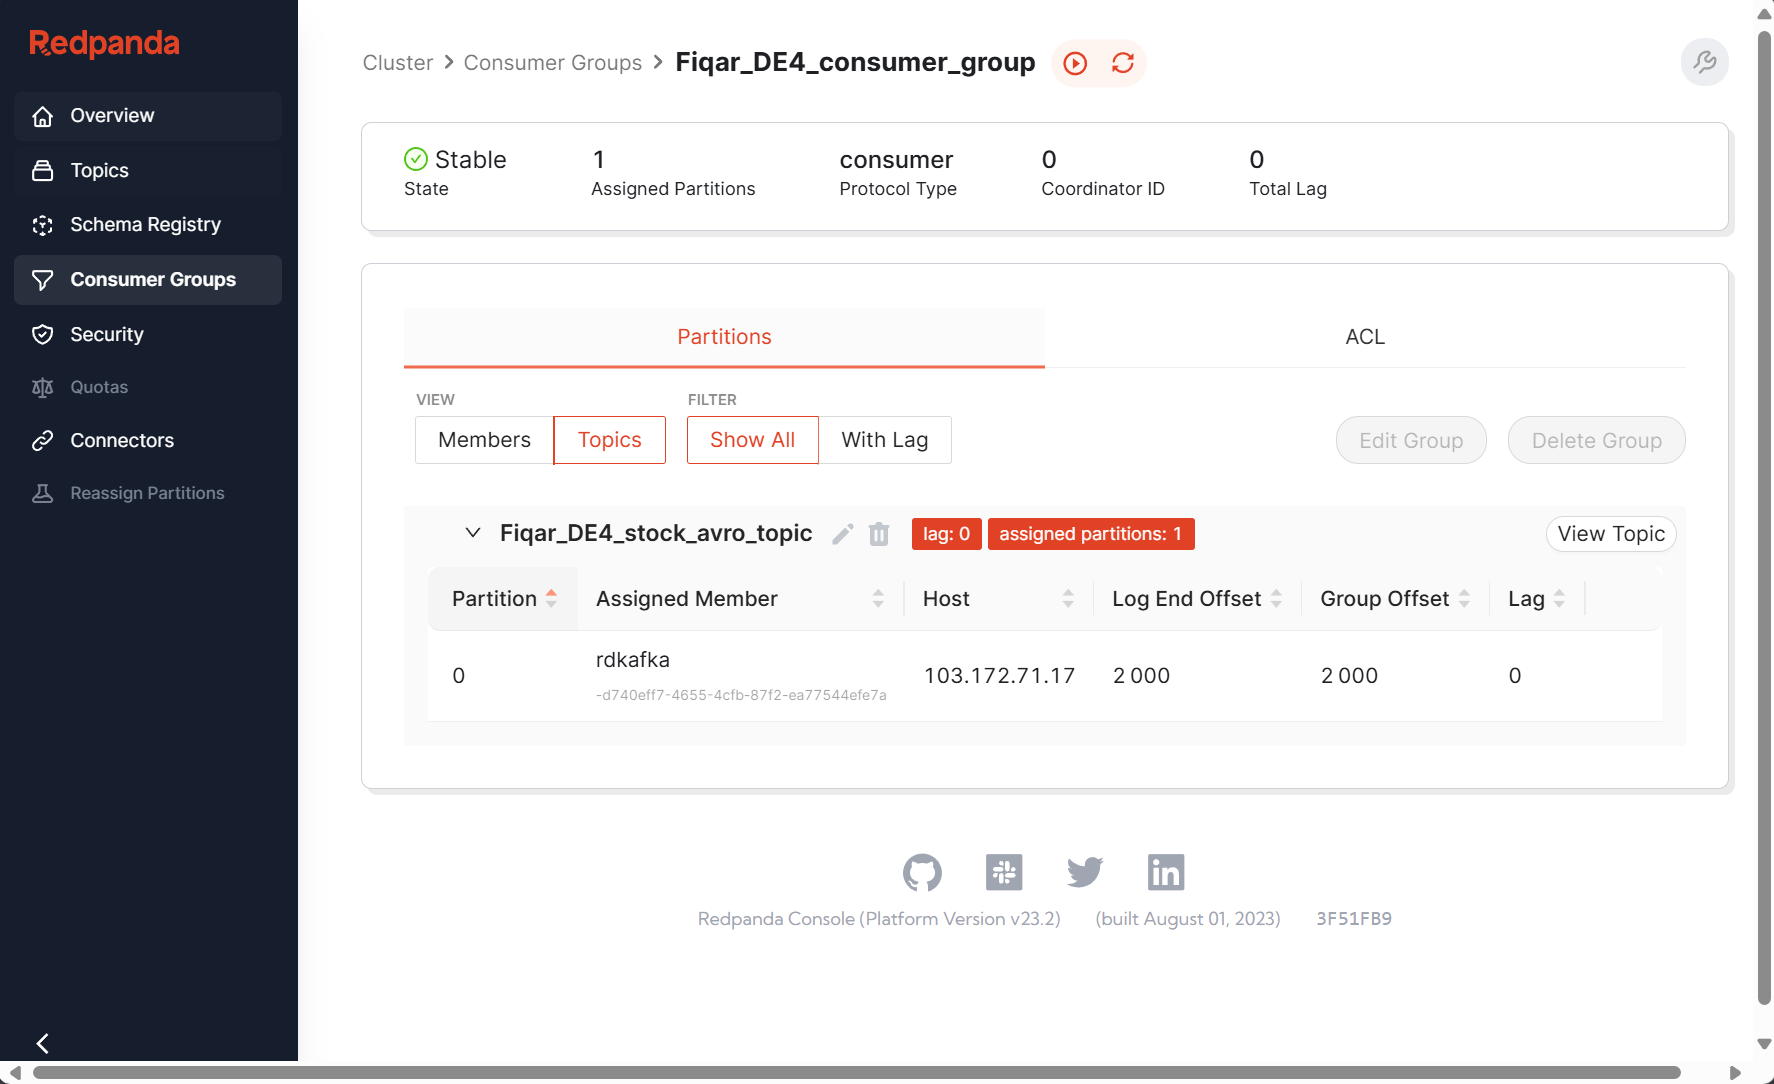 Redpanda
Overview
Topics
Schema Registry
Consumer Groups
Security
Quotas
Connectors
Reassign Partitions
Cluster > Consumer Groups > Fiqar_DE4_consumer_group
Stable 1 consumer 0 0
State Assigned Partitions Protocol Type Coordinator ID Total Lag
Partitions ACL
VIEW FILTER
Members Topics Show All With Lag Edit Group Delete Group
Fiqar_DE4_stock_avro_topic lag: 0 assigned partitions: 1 View Topic
Partition Assigned Member Host Log End Offset Group Offset Lag
0 rdkafka 103.172.71.17 2 000 2 000 0
-d740eff7-4655-4cfb-87f2-ea77544efe7a
in
Redpanda Console (Platform Version v23.2) (built August 01, 2023) 3F51FB9